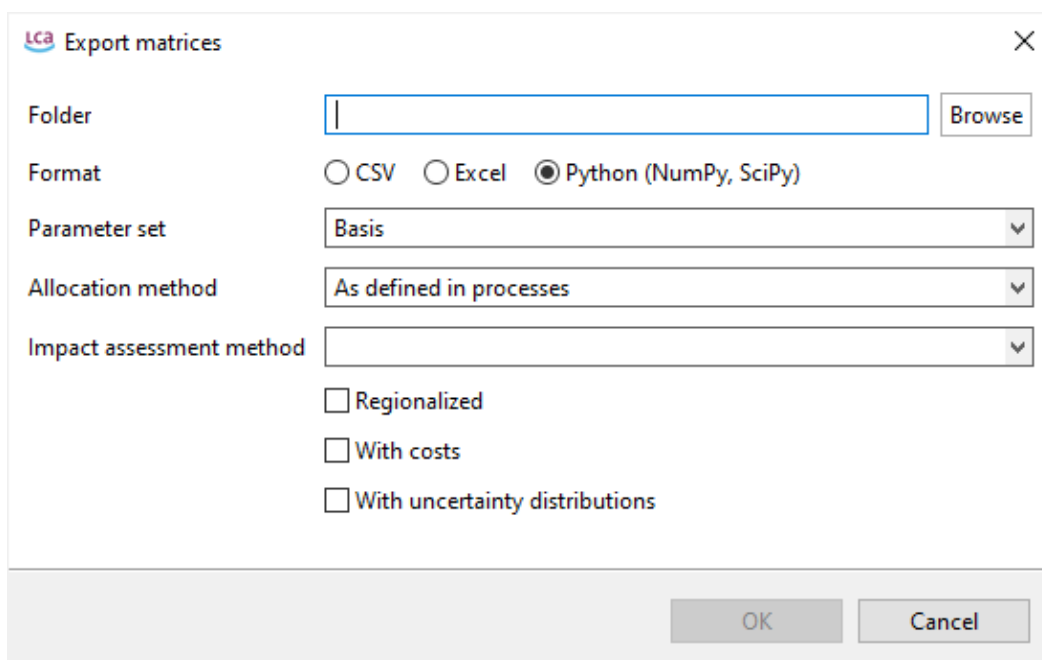 LCA Export matrices
Folder Browse
Format CSV Excel Python (NumPy, SciPy)
Parameter set Basis
Allocation method As defined in processes
Impact assessment method
Regionalized
With costs
With uncertainty distributions
OK Cancel